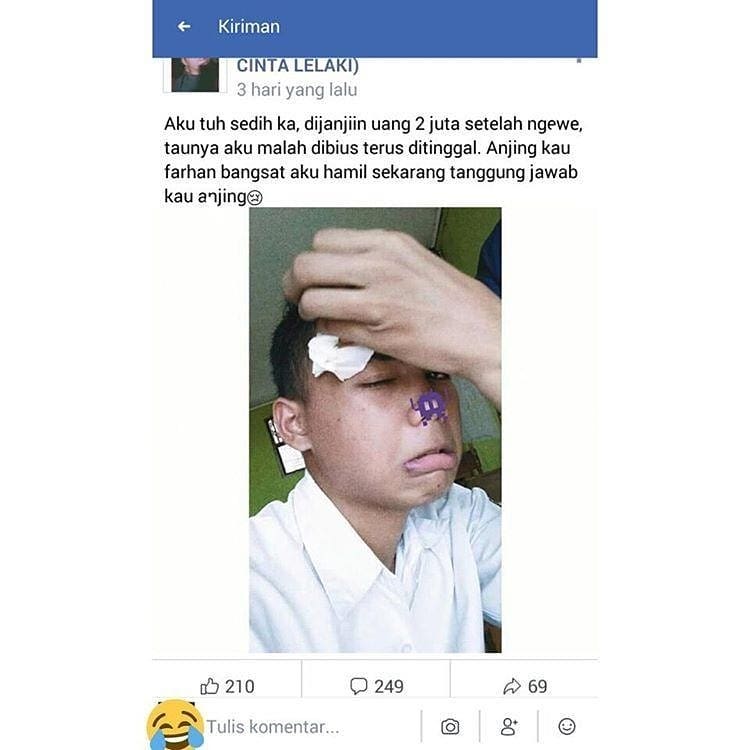 Kiriman
CINTA LELAKI)
3 hari yang lalu
Aku tuh sedih ka, dijanjiin uang 2 juta setelah ngewe,
taunya aku malah dibius terus ditinggal. Anjing kau
farhan bangsat aku hamil sekarang tanggung jawab
kau anjing
210
249
69
Tulis komentar...